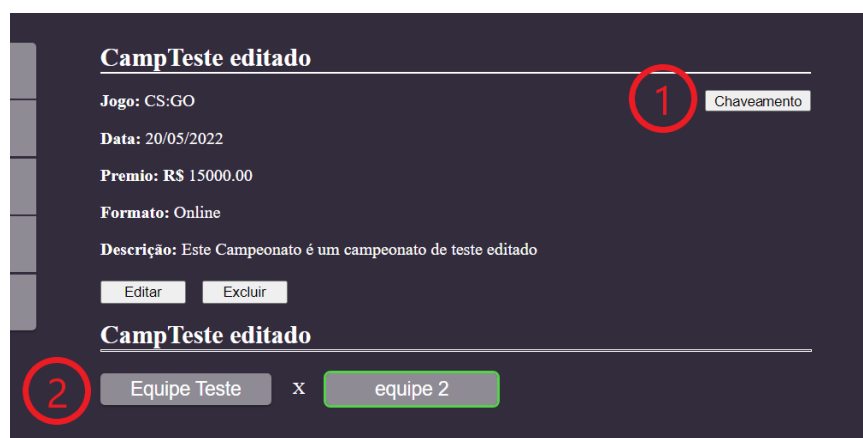 CampTeste editado
Jogo: CS:GO
1
Chaveamento
Data: 20/05/2022
Premio: R$ 15000.00
Formato: Online
Descrição: Este Campeonato é um campeonato de teste editado
Editar Excluir
CampTeste editado
2
Equipe Teste x equipe 2